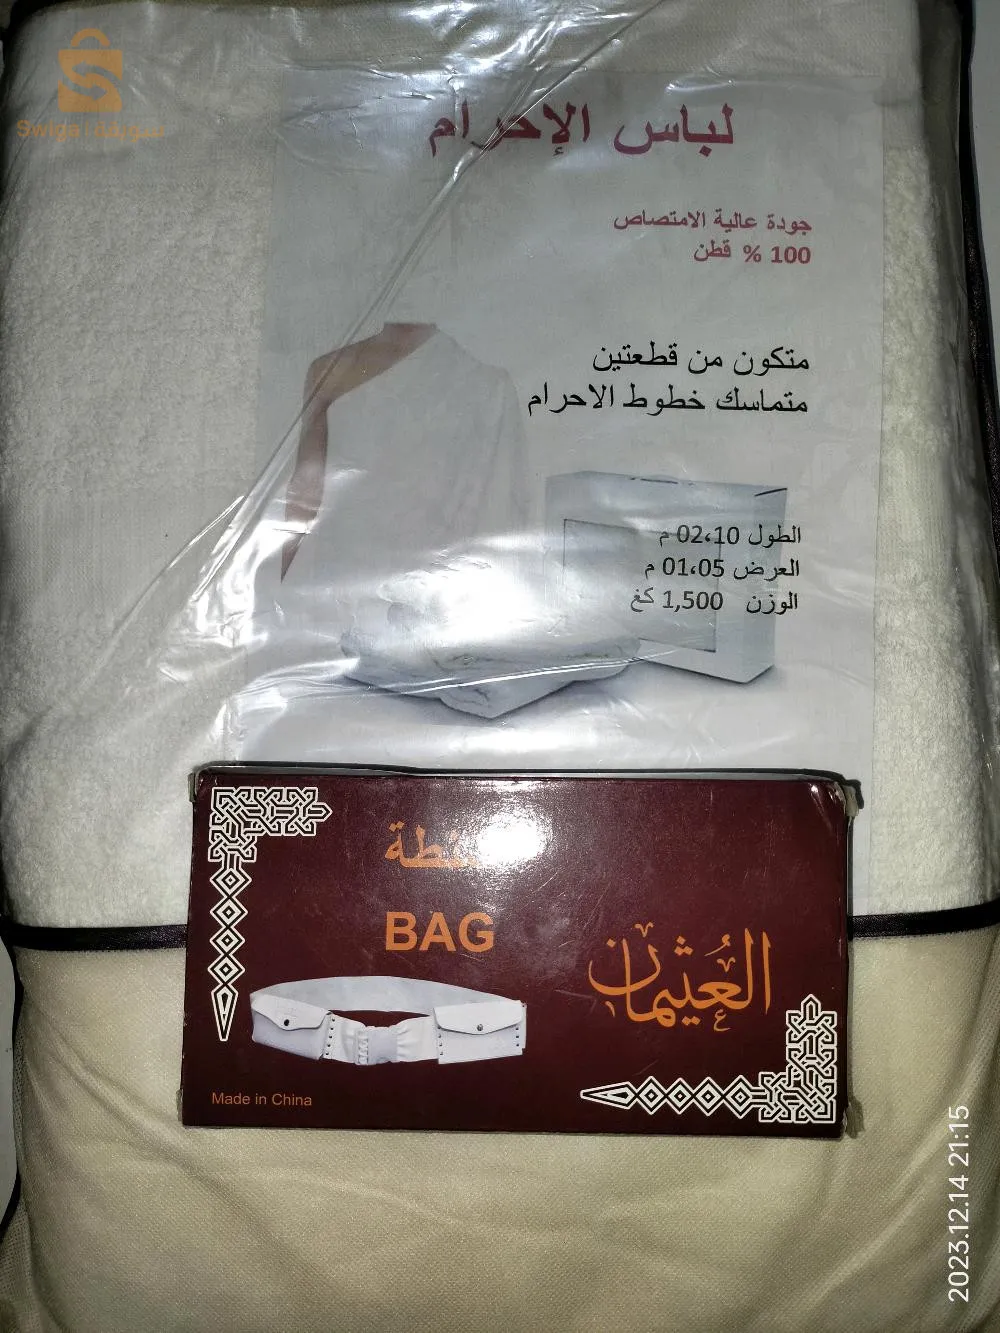 Swiga سويقة
لباس الإحرام
جودة عالية الامتصاص
100 % قطن
متكون من قطعتين
متماسك خطوط الاحرام
الطول 02،10 م
العرض 01،05 م
الوزن 1,500 كغ
BAG
العُثيمان
Made in China
2023.12.14 21:15